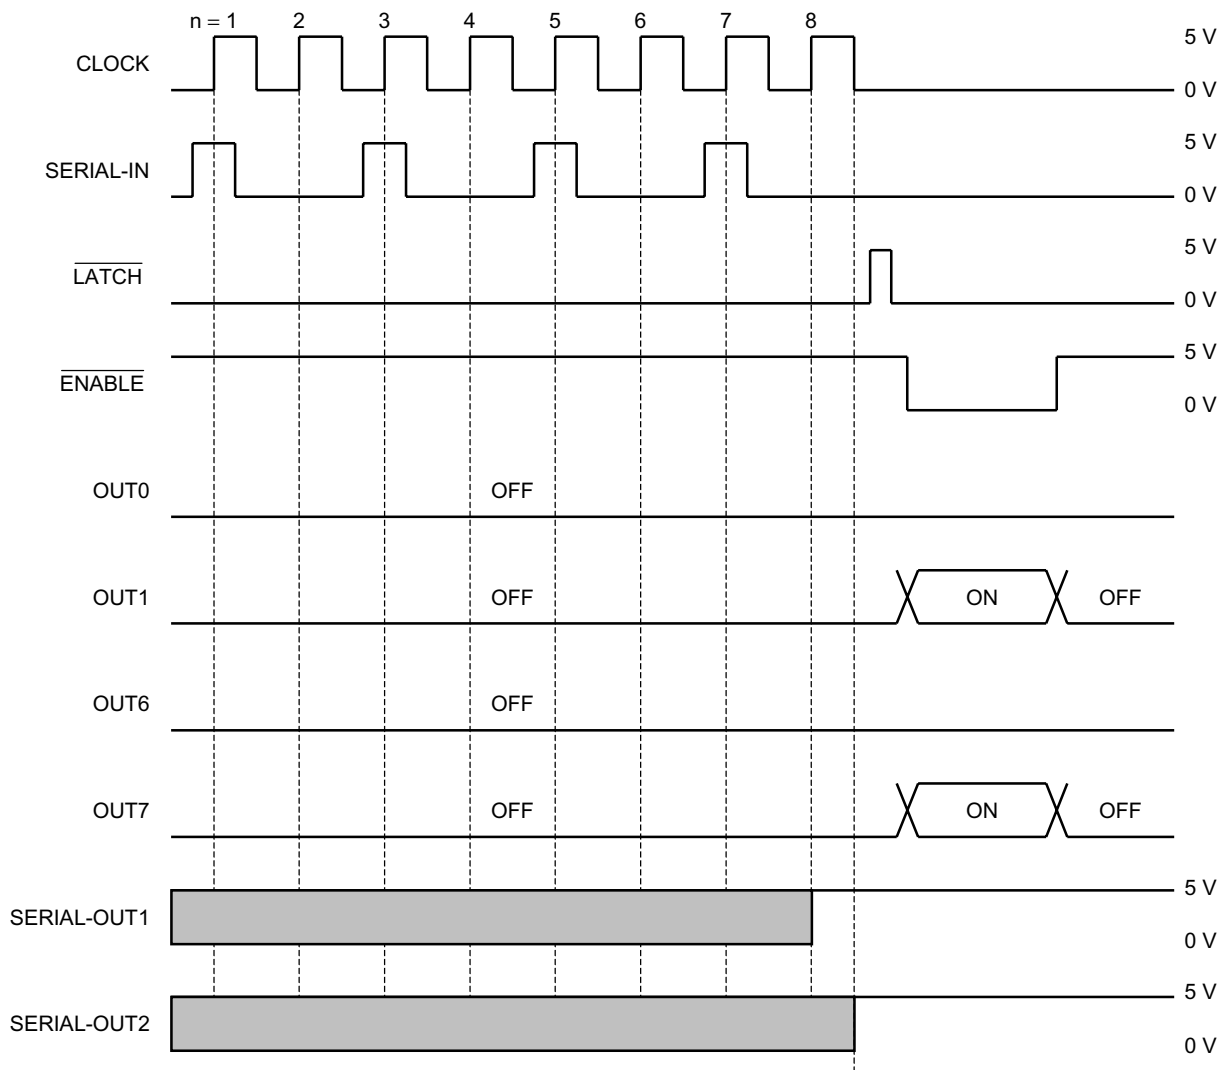 n = 1 2 3 4 5 6 7 8
CLOCK 5 V
0 V
SERIAL-IN 5 V
0 V
LATCH 5 V
0 V
ENABLE 5 V
0 V
OUT0 OFF
OUT1 OFF ON OFF
OUT6 OFF
OUT7 OFF ON OFF
SERIAL-OUT1 5 V
0 V
SERIAL-OUT2 5 V
0 V